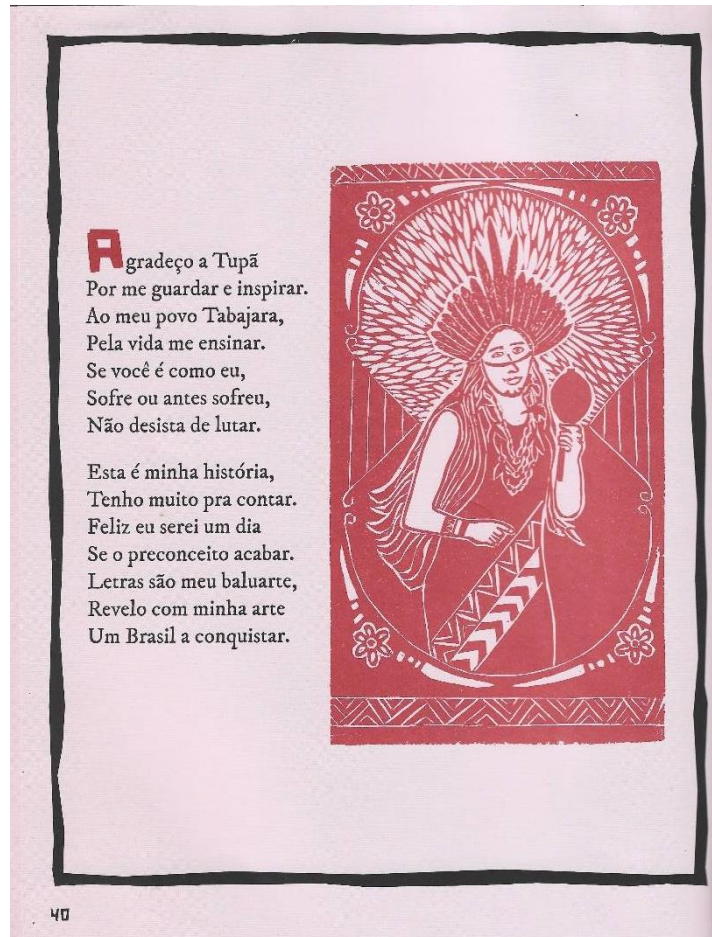 Agradeço a Tupã
Por me guardar e inspirar.
Ao meu povo Tabajara,
Pela vida me ensinar.
Se você é como eu,
Sofre ou antes sofreu,
Não desista de lutar.
Esta é minha história,
Tenho muito pra contar.
Feliz eu serei um dia
Se o preconceito acabar.
Letras são meu baluarte,
Revelo com minha arte
Um Brasil a conquistar.
40